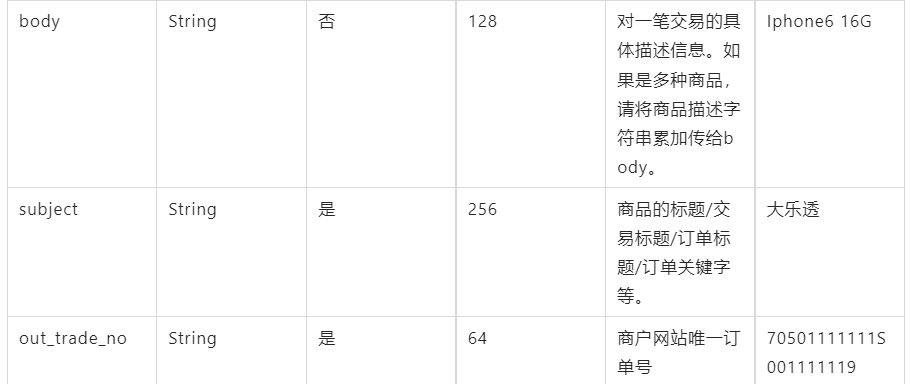 body String 否 128 对一笔交易的具 Iphone6 16G
体描述信息。如
果是多种商品，
请将商品描述字
符串累加传给b
ody。
subject String 是 256 商品的标题/交 大乐透
易标题/订单标
题/订单关键字
等。
out_trade_no String 是 64 商户网站唯一订 70501111111S
单号 001111119